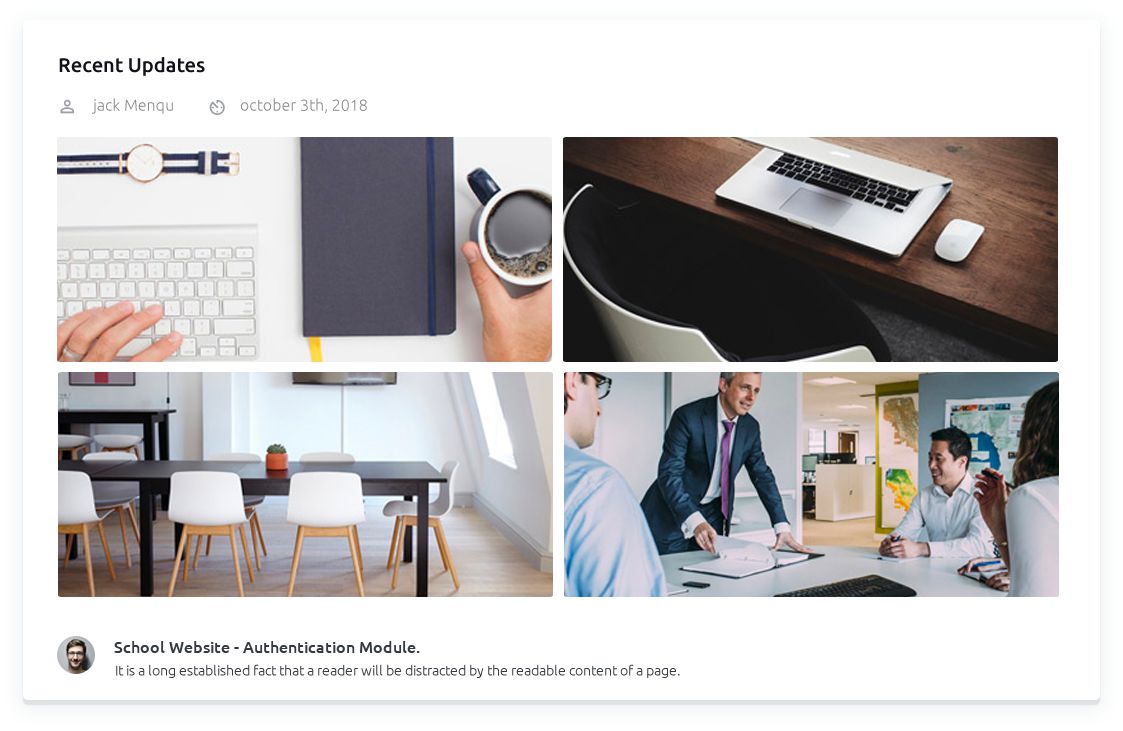 Recent Updates
jack Menqu october 3th, 2018
School Website - Authentication Module.
It is a long established fact that a reader will be distracted by the readable content of a page.